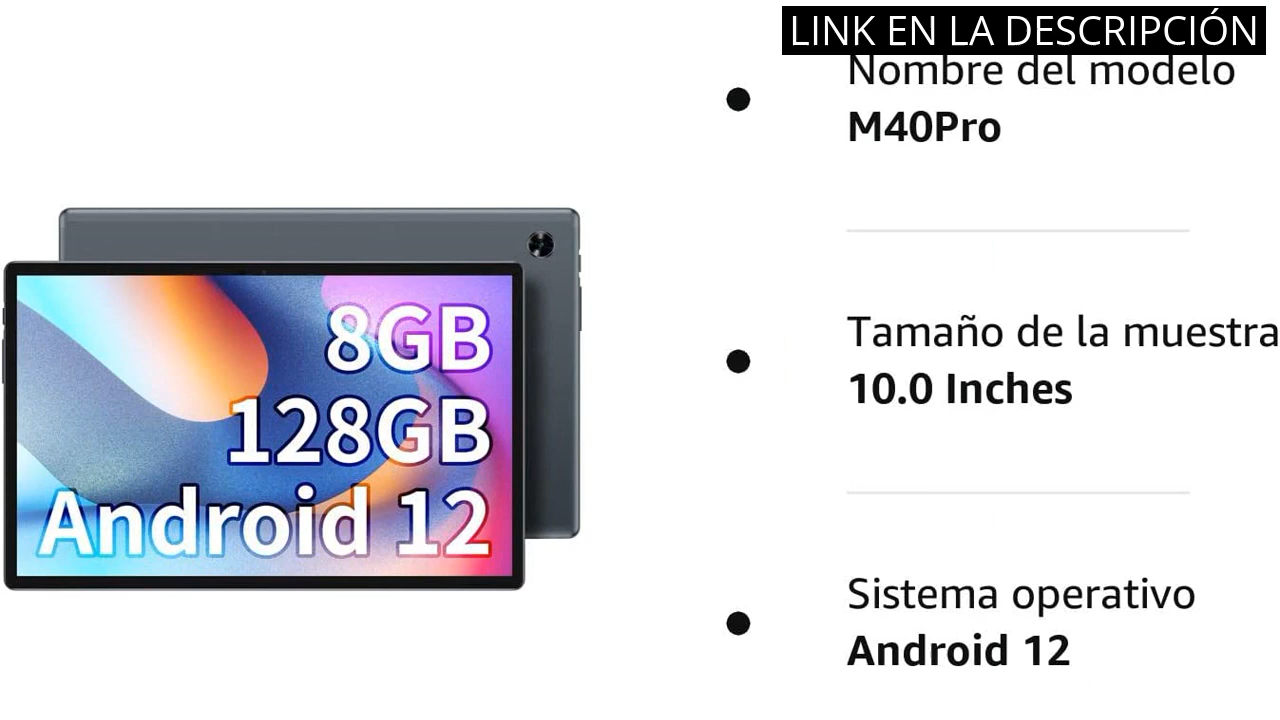 LINK EN LA DESCRIPCIÓN
Nombre del modelo
M40Pro
8GB
128GB
Android 12
Tamaño de la muestra
10.0 Inches
Sistema operativo
Android 12